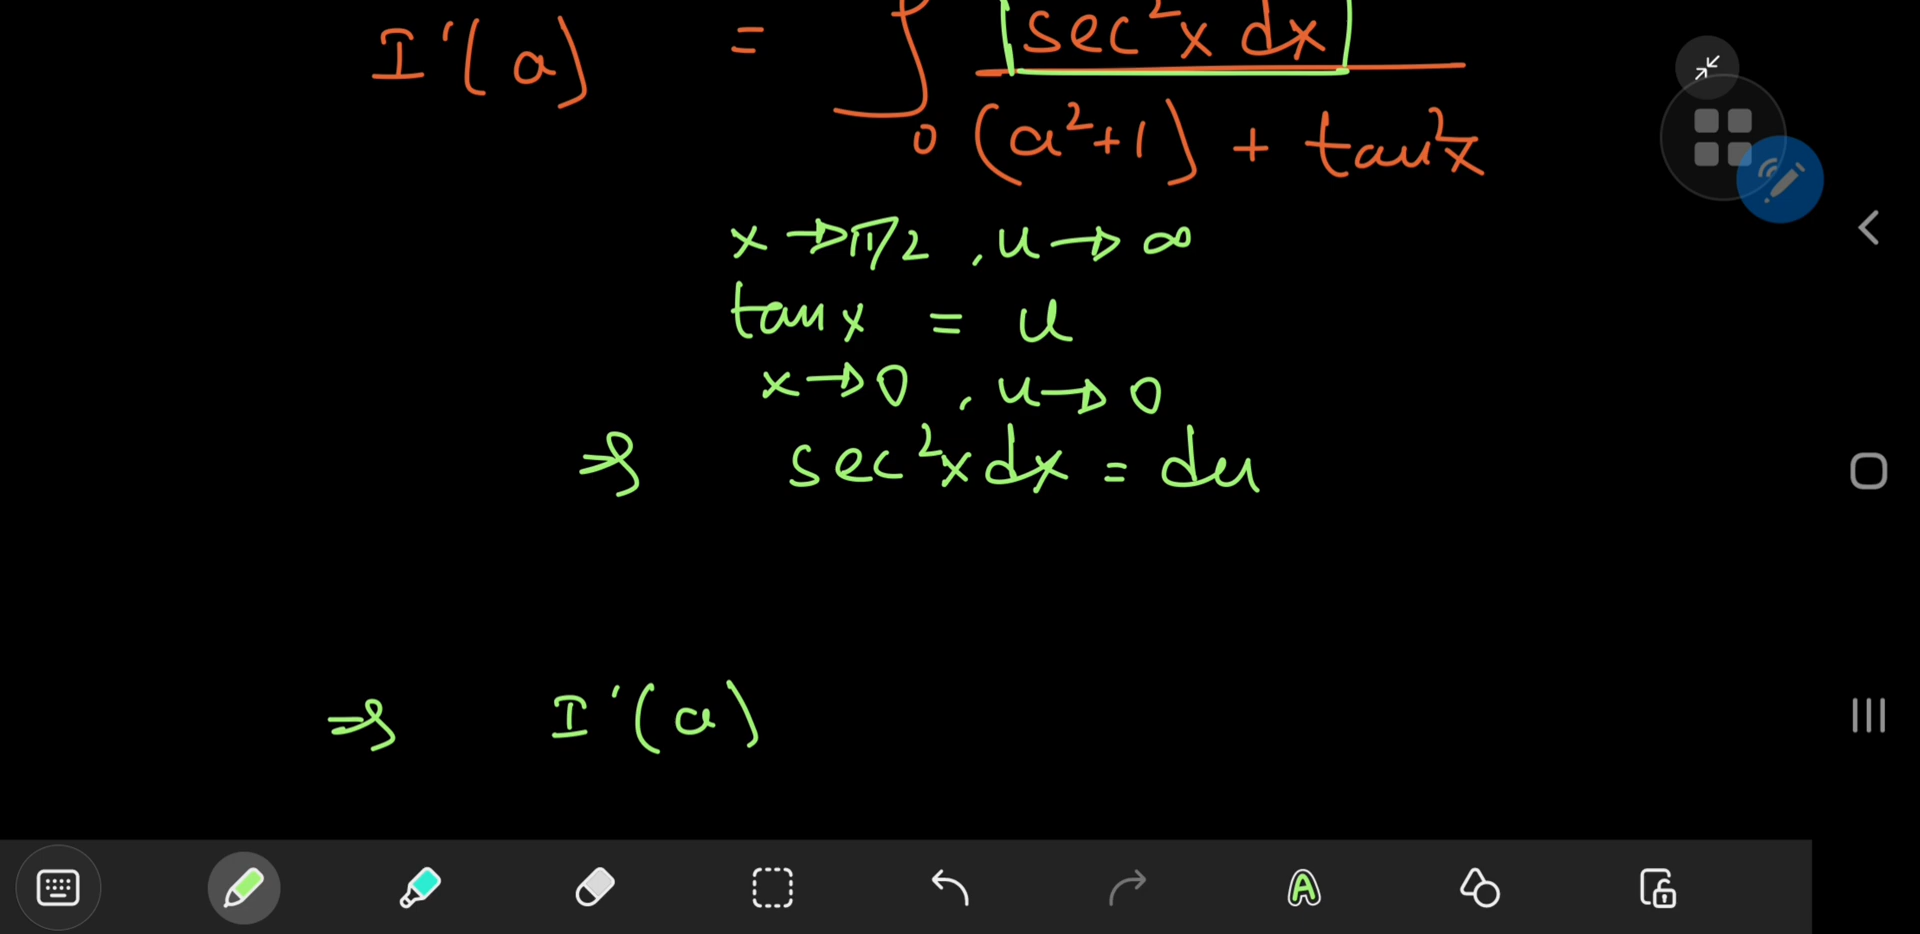 I'(a) = ∫₀ sec²x dx / (a²+1) + tan²x
x → π/2 , u → ∞
tan x = u
x → 0 , u → 0
⇒ sec²x dx = du
⇒ I'(a)
A